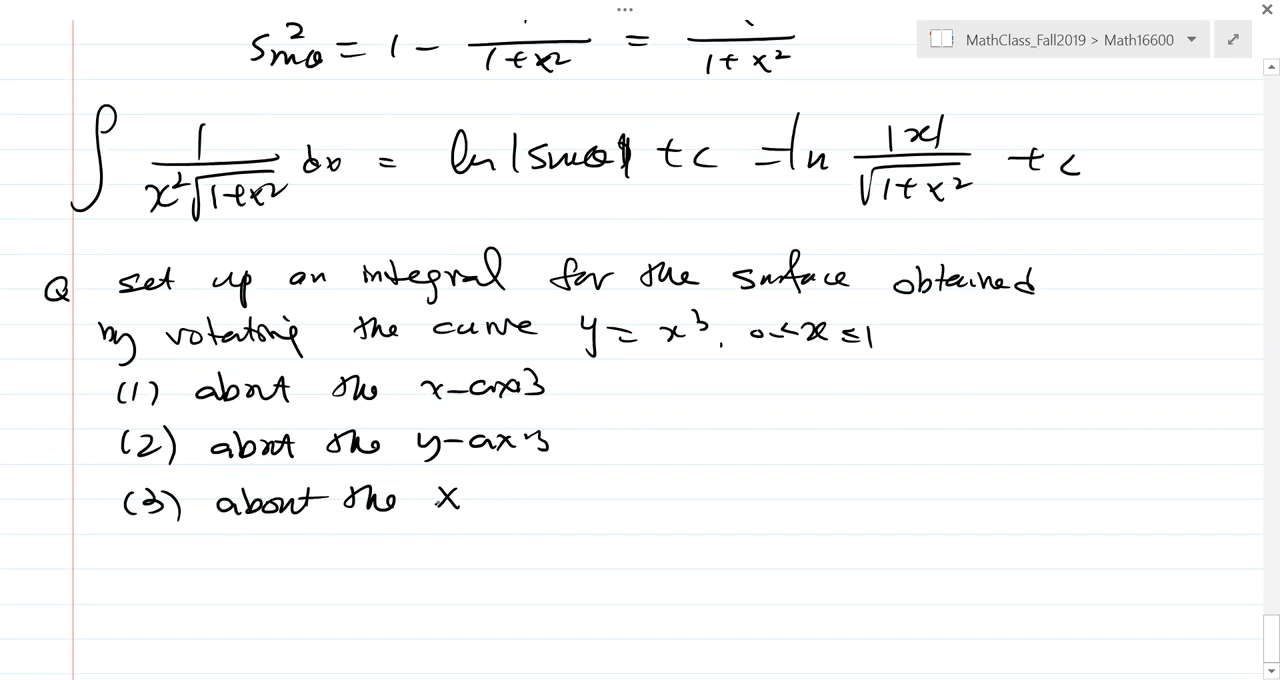 MathClass_Fall2019 > Math16600
sin²θ = 1 - 1/(1+x²) = /(1+x²)
∫ 1/(x²√(1+x²)) dx = ln|sinθ| + c = ln |x|/√(1+x²) + c
Q set up an integral for the surface obtained
by rotating the curve y = x³, 0<x≤1
(1) about the x-axis
(2) about the y-axis
(3) about the x